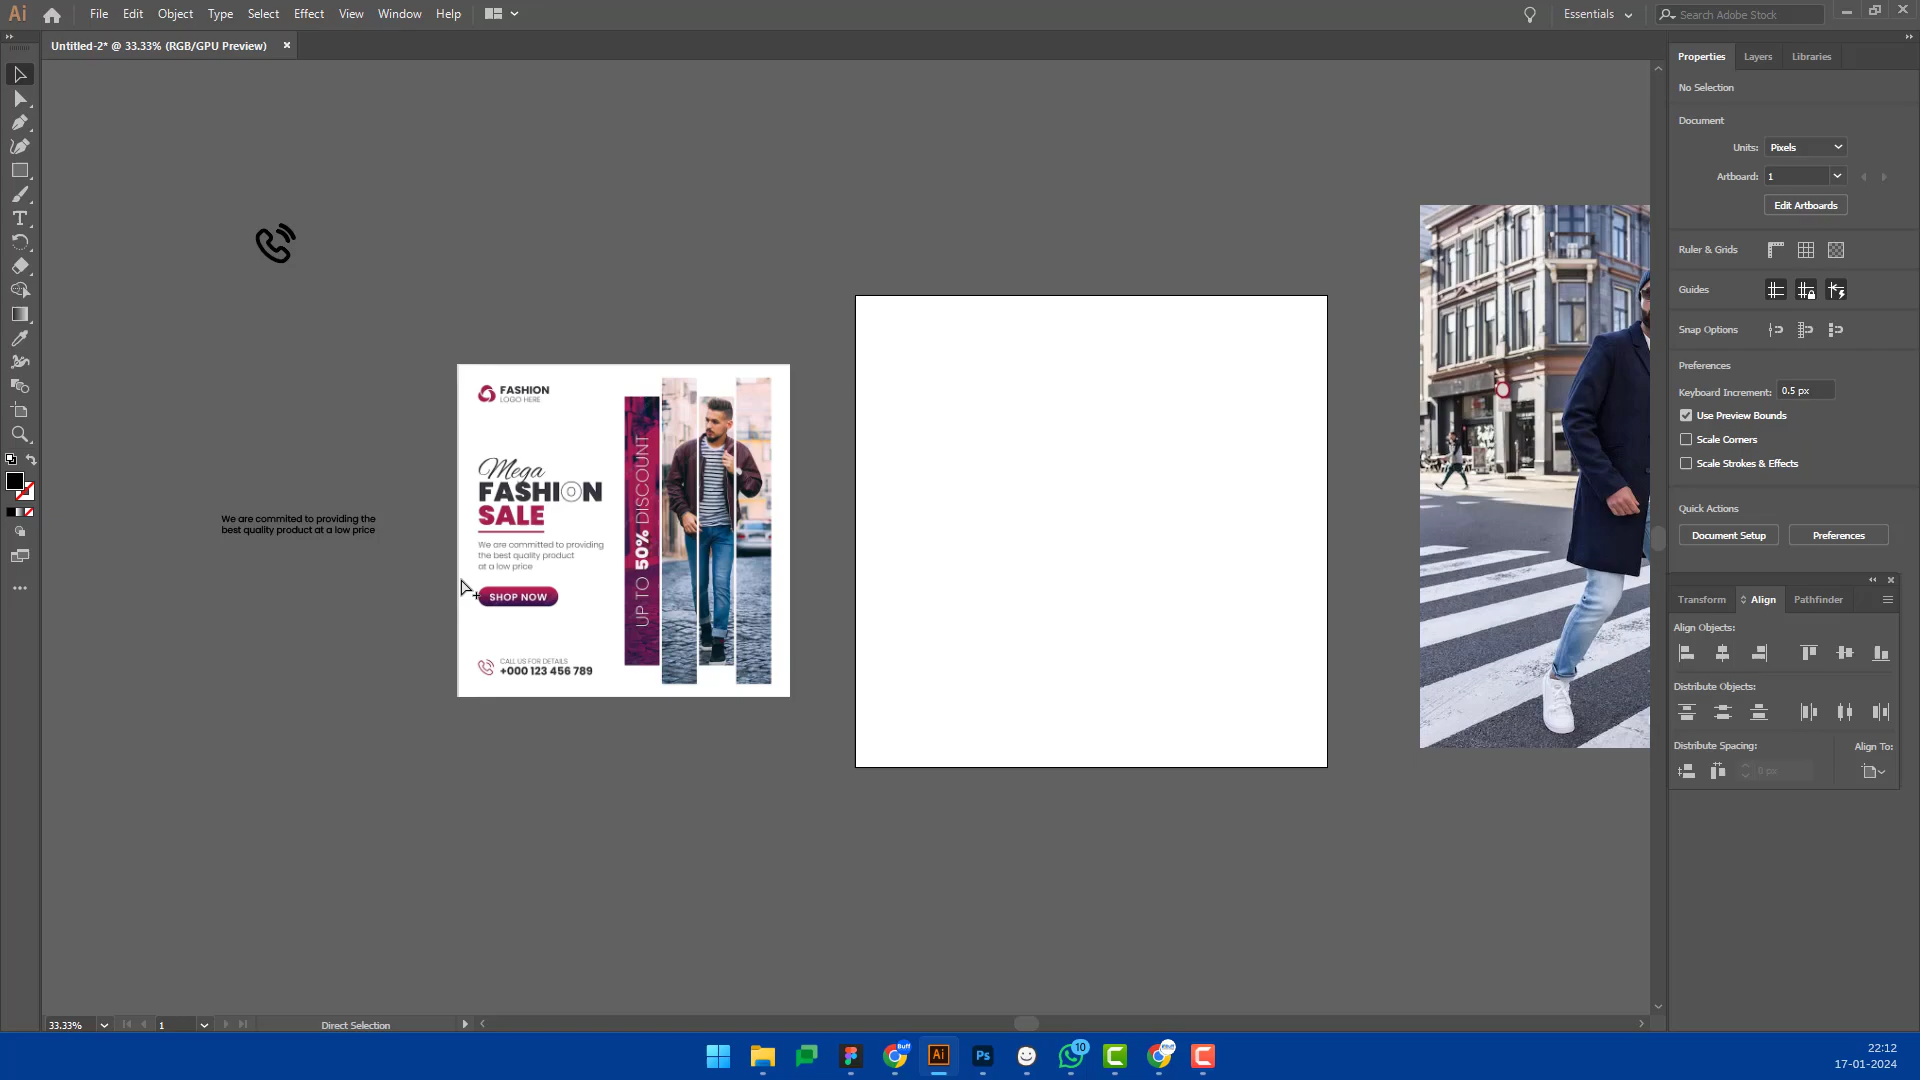 Ai File Edit Object Type Select Effect View Window Help Essentials Search Adobe Stock
Untitled-2* @ 33.33% (RGB/GPU Preview)
We are commited to providing the
best quality product at a low price
FASHION
LOGO HERE
Mega
FASHION
SALE
We are committed to providing
the best quality product
at a low price
SHOP NOW
CALL US FOR DETAILS
+000 123 456 789
UP TO 50% DISCOUNT
Properties Layers Libraries
No Selection
Document
Units: Pixels
Artboard: 1
Edit Artboards
Ruler & Grids
Guides
Snap Options
Preferences
Keyboard Increment: 0.5 px
Use Preview Bounds
Scale Corners
Scale Strokes & Effects
Quick Actions
Document Setup Preferences
Transform Align Pathfinder
Align Objects:
Distribute Objects:
Distribute Spacing: Align To:
0 px
33.33% 1 Direct Selection
Buff Ai Ps 10
22:12
17-01-2024